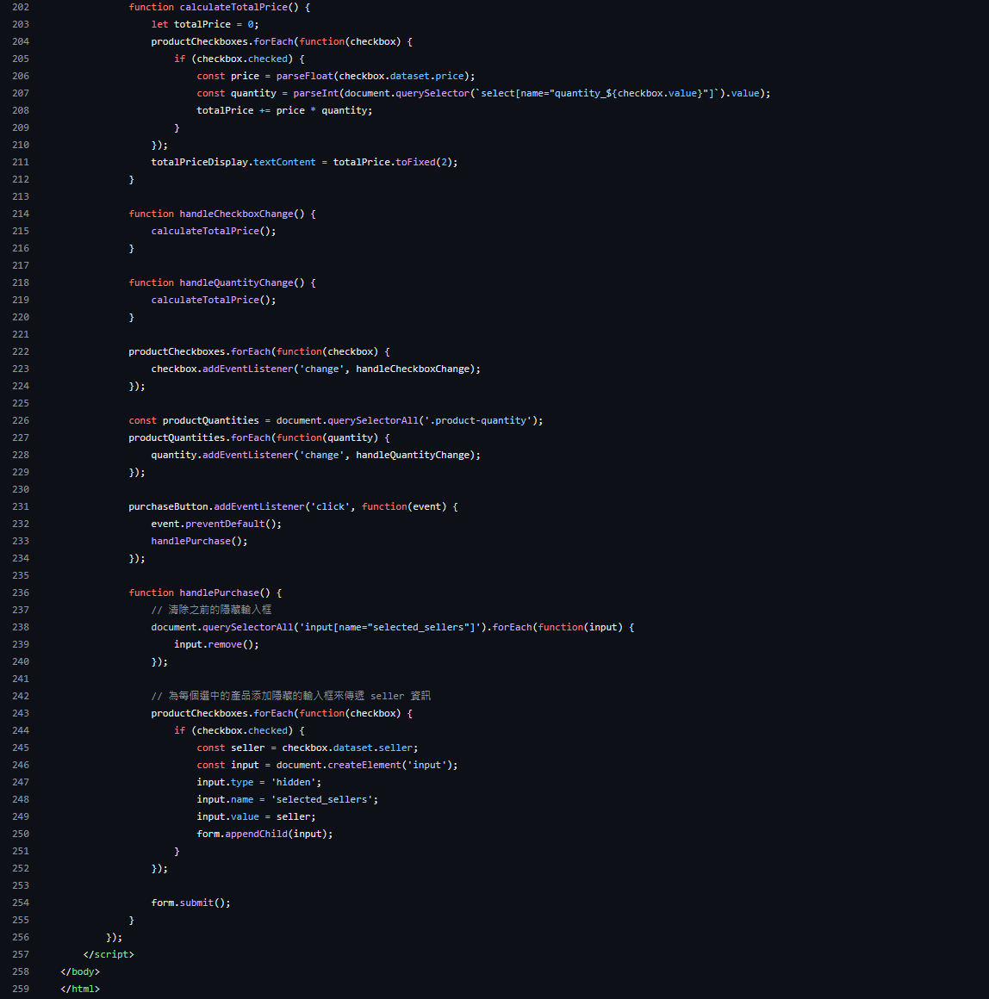 202 function calculateTotalPrice() {
203 let totalPrice = 0;
204 productCheckboxes.forEach(function(checkbox) {
205 if (checkbox.checked) {
206 const price = parseFloat(checkbox.dataset.price);
207 const quantity = parseInt(document.querySelector(`select[name="quantity_${checkbox.value}"]`).value);
208 totalPrice += price * quantity;
209 }
210 });
211 totalPriceDisplay.textContent = totalPrice.toFixed(2);
212 }
213
214 function handleCheckboxChange() {
215 calculateTotalPrice();
216 }
217
218 function handleQuantityChange() {
219 calculateTotalPrice();
220 }
221
222 productCheckboxes.forEach(function(checkbox) {
223 checkbox.addEventListener('change', handleCheckboxChange);
224 });
225
226 const productQuantities = document.querySelectorAll('.product-quantity');
227 productQuantities.forEach(function(quantity) {
228 quantity.addEventListener('change', handleQuantityChange);
229 });
230
231 purchaseButton.addEventListener('click', function(event) {
232 event.preventDefault();
233 handlePurchase();
234 });
235
236 function handlePurchase() {
237 // 清除之前的隱藏輸入框
238 document.querySelectorAll('input[name="selected_sellers"]').forEach(function(input) {
239 input.remove();
240 });
241
242 // 為每個選中的產品添加隱藏的輸入框來傳遞 seller 資訊
243 productCheckboxes.forEach(function(checkbox) {
244 if (checkbox.checked) {
245 const seller = checkbox.dataset.seller;
246 const input = document.createElement('input');
247 input.type = 'hidden';
248 input.name = 'selected_sellers';
249 input.value = seller;
250 form.appendChild(input);
251 }
252 });
253
254 form.submit();
255 }
256 });
257 </script>
258 </body>
259 </html>